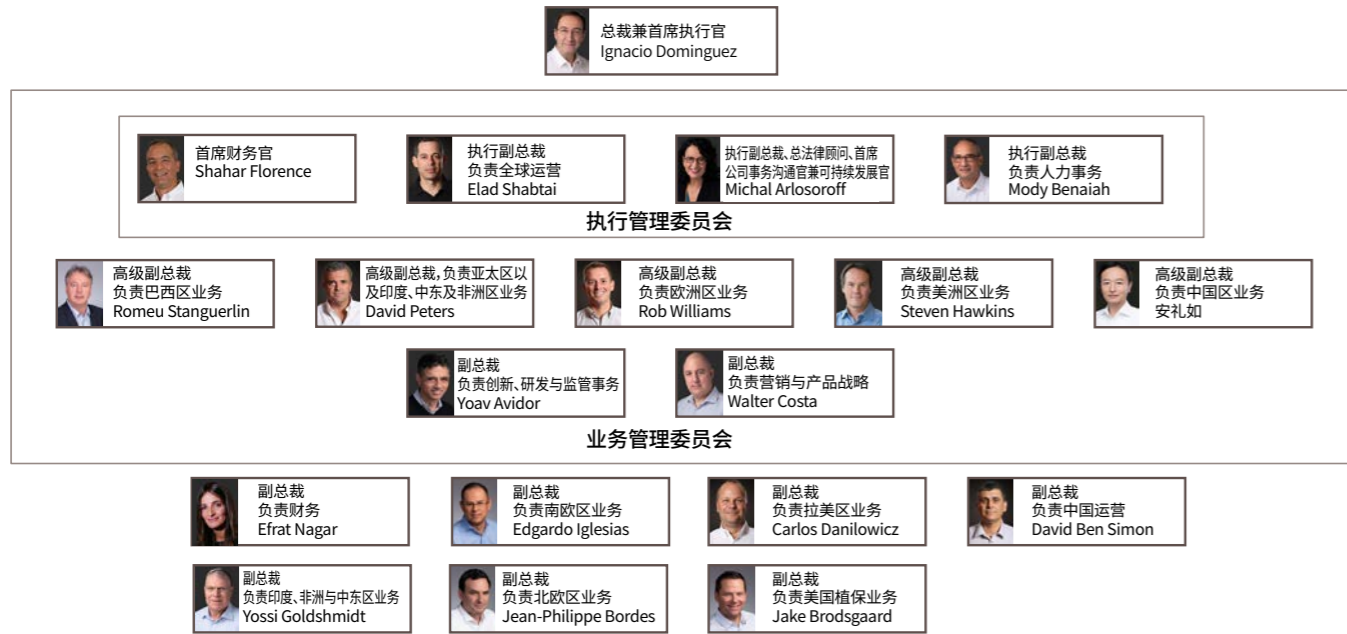 总裁兼首席执行官
Ignacio Dominguez
首席财务官
Shahar Florence
执行副总裁
负责全球运营
Elad Shabtai
执行副总裁、总法律顾问、首席
公司事务沟通官兼可持续发展官
Michal Arlosoroff
执行副总裁
负责人力事务
Mody Benaiah
执行管理委员会
高级副总裁
负责巴西区业务
Romeu Stanguerlin
高级副总裁，负责亚太区以
及印度、中东及非洲区业务
David Peters
高级副总裁
负责欧洲区业务
Rob Williams
高级副总裁
负责美洲区业务
Steven Hawkins
高级副总裁
负责中国区业务
安礼如
副总裁
负责创新、研发与监管事务
Yoav Avidor
副总裁
负责营销与产品战略
Walter Costa
业务管理委员会
副总裁
负责财务
Efrat Nagar
副总裁
负责南欧区业务
Edgardo Iglesias
副总裁
负责拉美区业务
Carlos Danilowicz
副总裁
负责中国运营
David Ben Simon
副总裁
负责印度、非洲与中东区业务
Yossi Goldshmidt
副总裁
负责北欧区业务
Jean-Philippe Bordes
副总裁
负责美国植保业务
Jake Brodsgaard